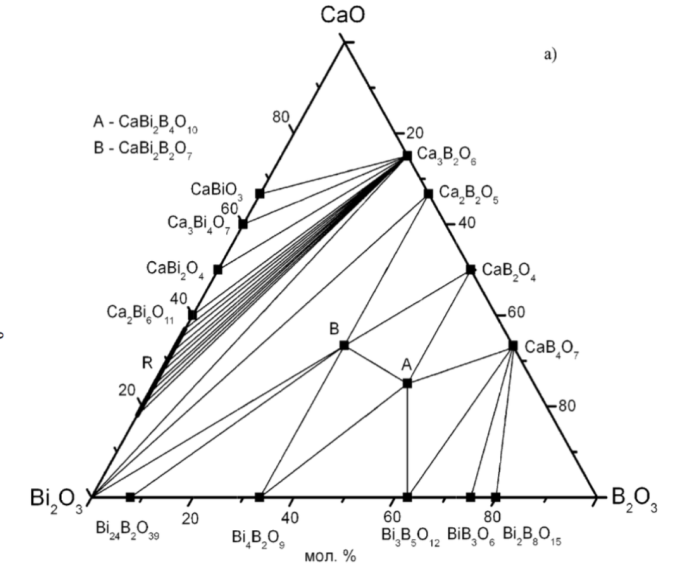 CaO
а)
A - CaBi₂B₄O₁₀
B - CaBi₂B₂O₇
80
20
Ca₃B₂O₆
CaBiO₃
Ca₂B₂O₅
60
Ca₃Bi₄O₇
40
CaBi₂O₄
CaB₂O₄
40
Ca₂Bi₆O₁₁
60
B
CaB₄O₇
R
A
20
80
Bi₂O₃
B₂O₃
20
40
60
80
Bi₂₄B₂O₃₉
Bi₄B₂O₉
Bi₃B₅O₁₂
BiB₃O₆
Bi₂B₈O₁₅
мол. %